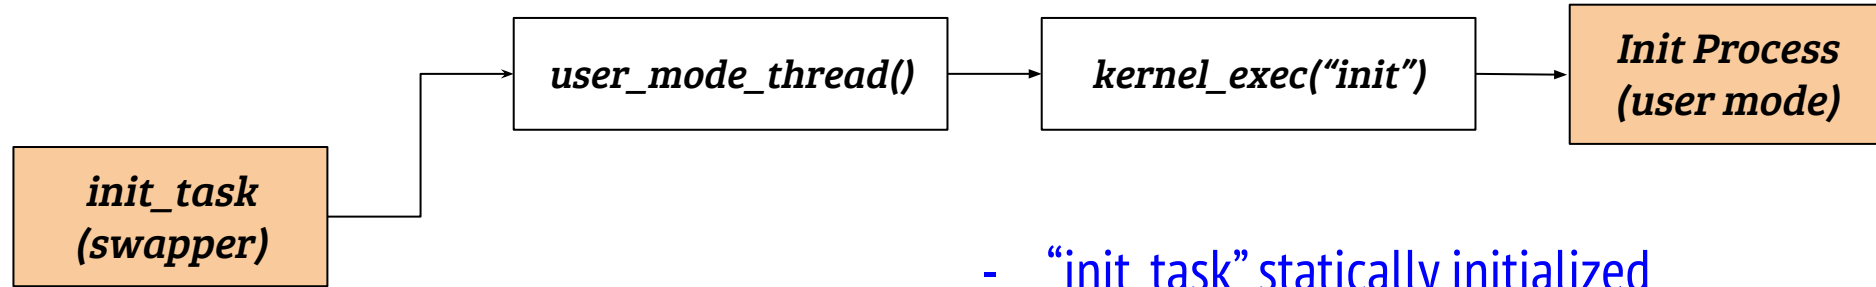 user_mode_thread()
kernel_exec(“init”)
Init Process
(user mode)
init_task
(swapper)
- “init_task” statically initialized